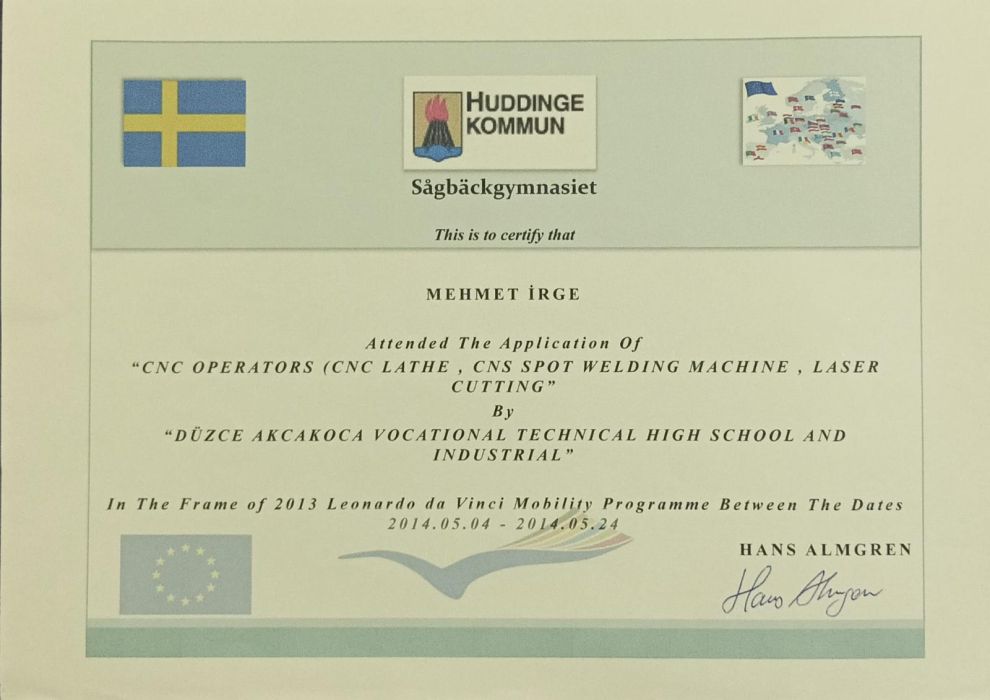 HUDDINGE
KOMMUN
Sågbäckgymnasiet
This is to certify that
MEHMET İRGE
Attended The Application Of
“CNC OPERATORS (CNC LATHE , CNS SPOT WELDING MACHINE , LASER
CUTTING”
By
“DÜZCE AKCAKOCA VOCATIONAL TECHNICAL HIGH SCHOOL AND
INDUSTRIAL”
In The Frame of 2013 Leonardo da Vinci Mobility Programme Between The Dates
2014.05.04 - 2014.05.24
HANS ALMGREN
Hans Almgren